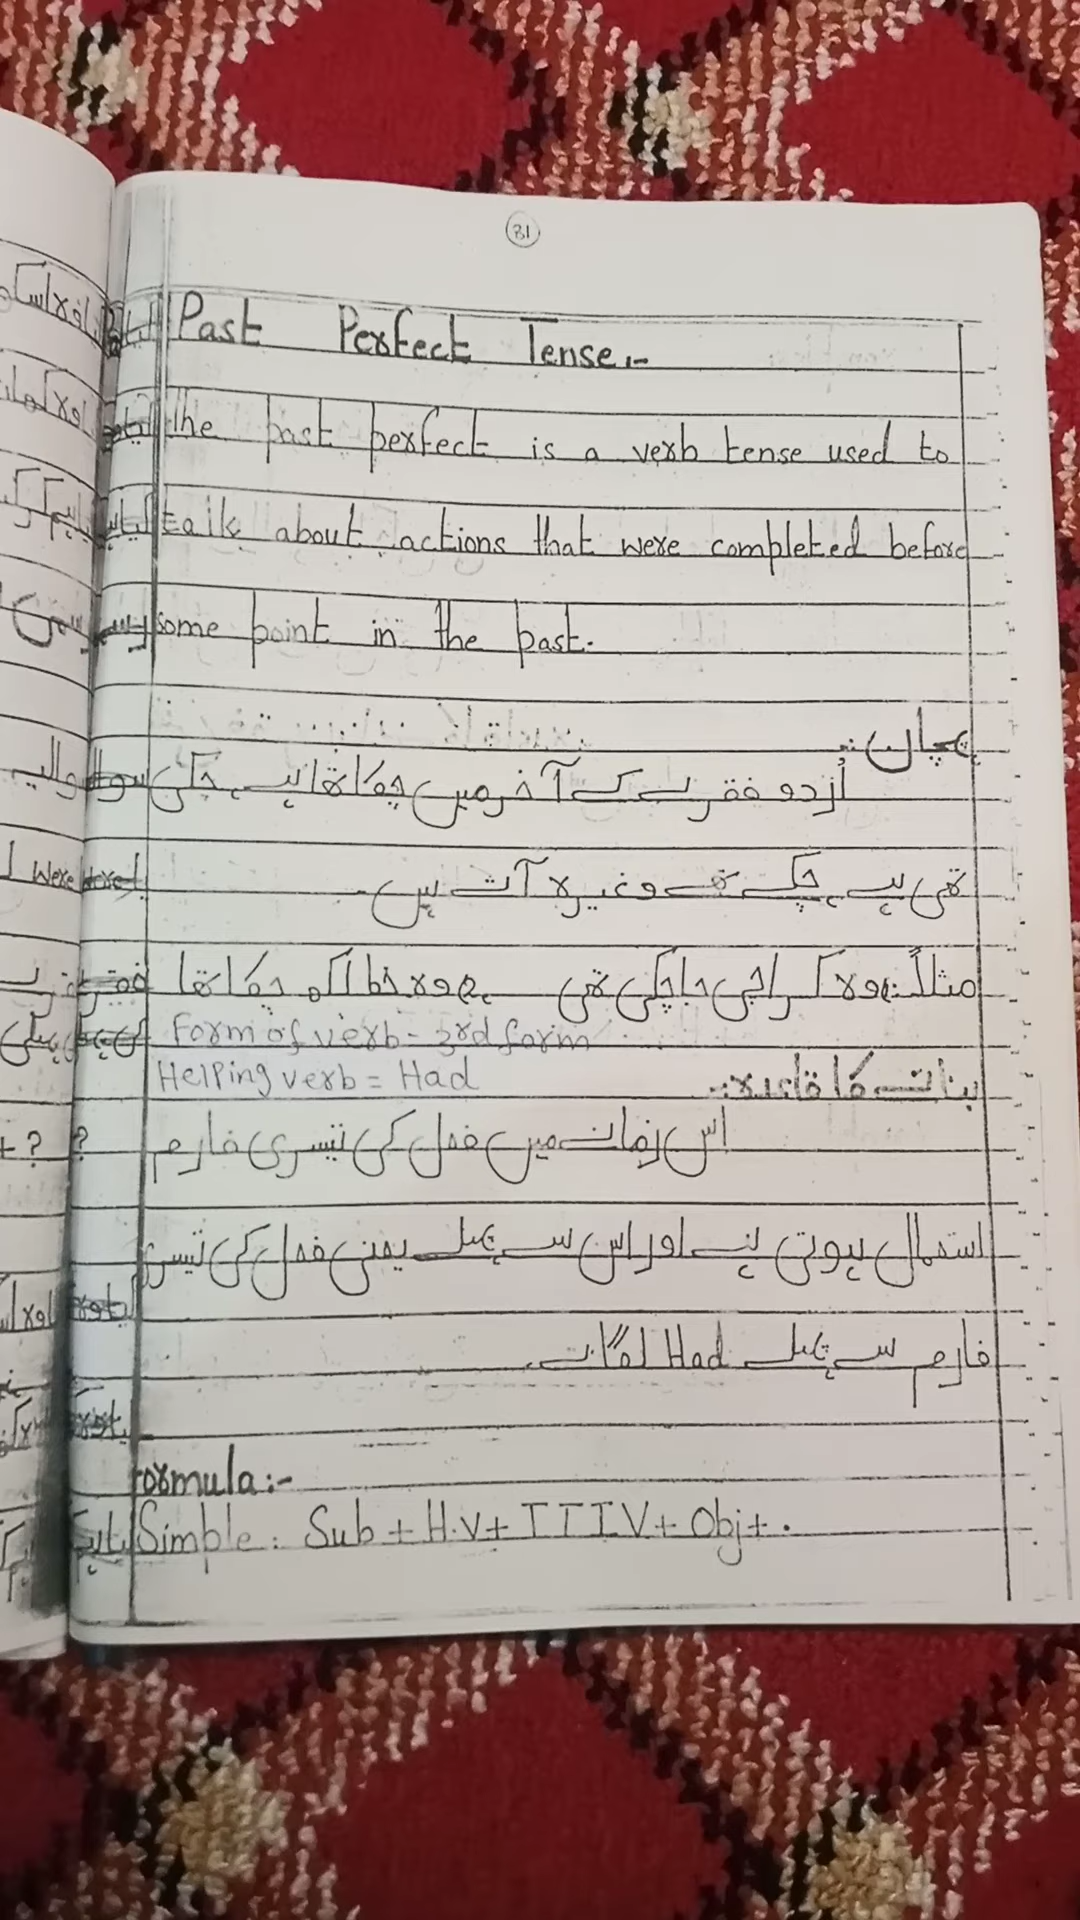 31
Past Perfect Tense:-
The past perfect is a verb tense used to
talk about actions that were completed before
some point in the past.
پہچان:-
اُردو فقرے کے آخر میں چکا تھا ہے، چکی
تھی ہے، چکے تھے وغیرہ آتے ہیں۔
مثلاً: وہ کراچی جا چکی تھی ۔ وہ خط لکھ چکا تھا
Form of verb = 3rd form
Helping verb = Had
بنانے کا قاعدہ:-
اس زمانے میں فعل کی تیسری فارم
استعمال ہوتی ہے اور اس سے پہلے یعنی فعل کی تیسری
فارم سے پہلے Had لگاتے
ormula:-
Simple: Sub + H.V + IIIV + Obj + .